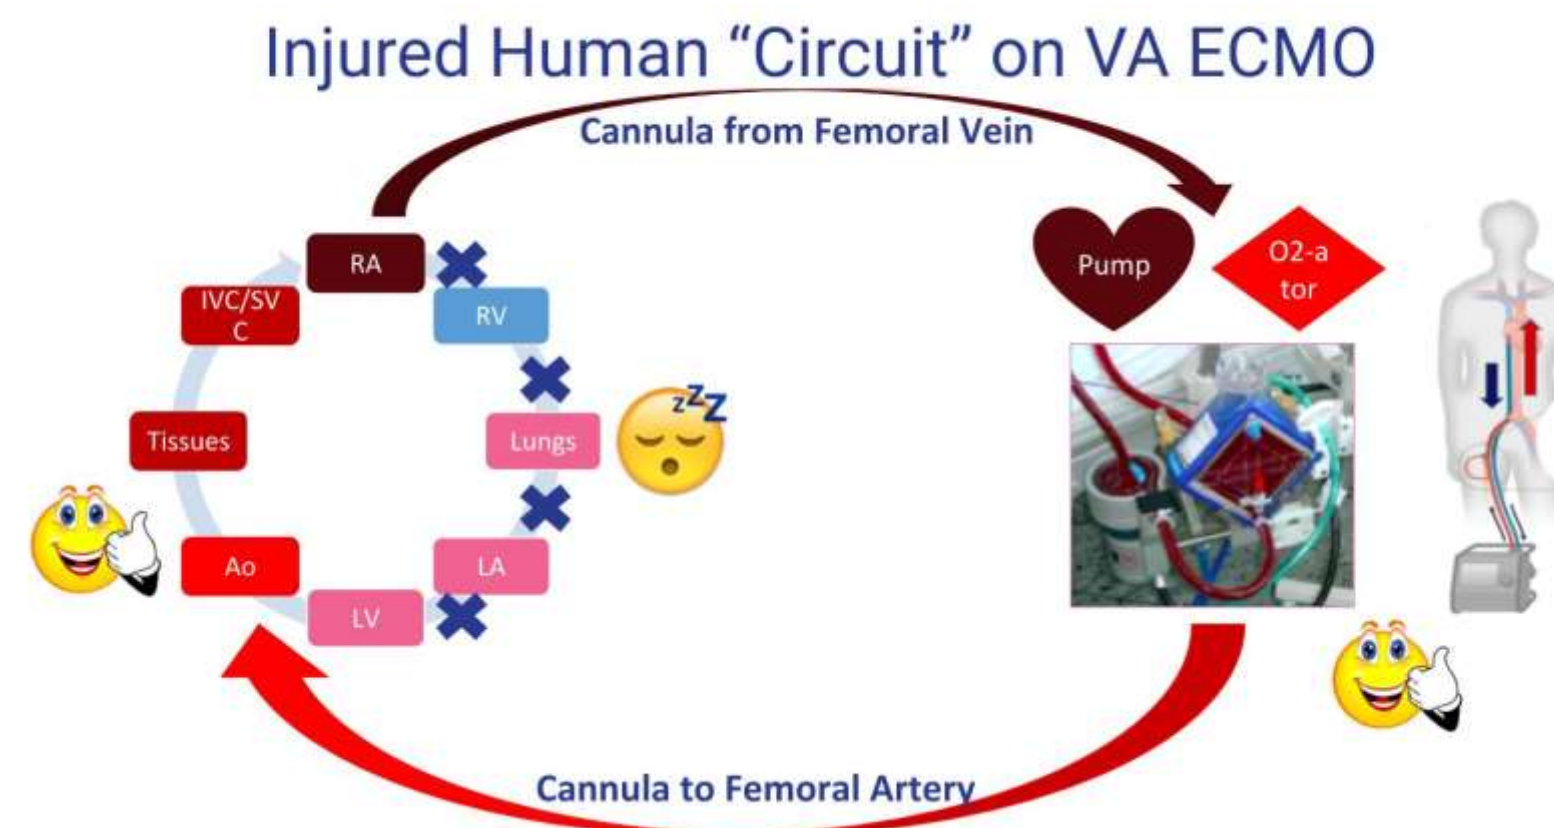 Injured Human “Circuit” on VA ECMO
Cannula from Femoral Vein
RA
IVC/SV
C
RV
Pump
O2-a
tor
Tissues
Lungs
zZZ
Ao
LA
LV
Cannula to Femoral Artery